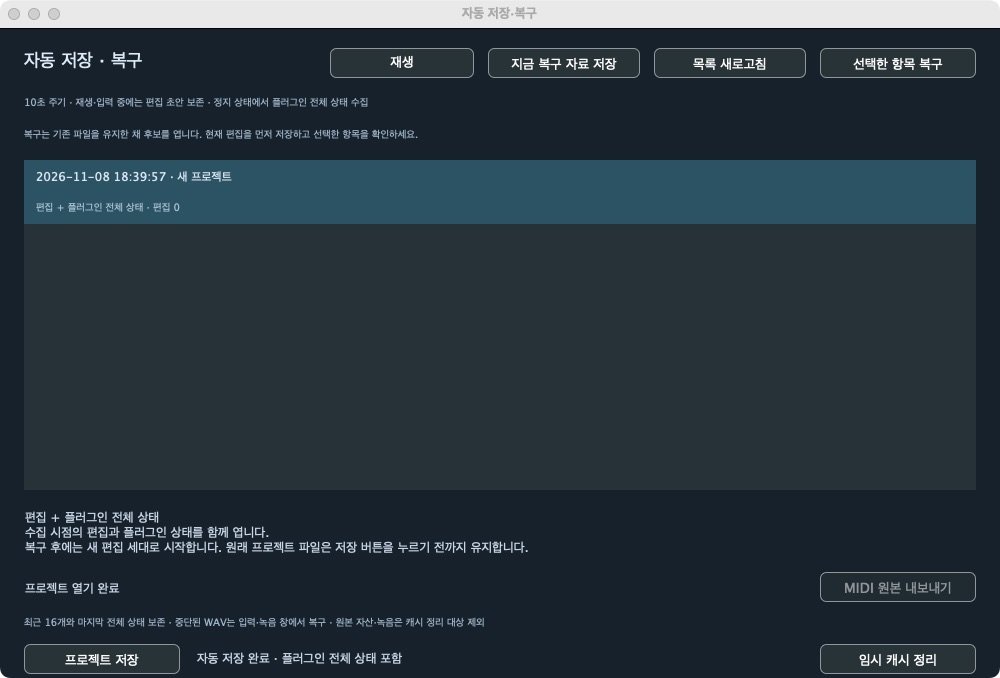 자동 저장·복구
자동 저장 · 복구
재생
지금 복구 자료 저장
목록 새로고침
선택한 항목 복구
10초 주기 · 재생·입력 중에는 편집 초안 보존 · 정지 상태에서 플러그인 전체 상태 수집
복구는 기존 파일을 유지한 채 후보를 엽니다. 현재 편집을 먼저 저장하고 선택한 항목을 확인하세요.
2026-11-08 18:39:57 · 새 프로젝트
편집 + 플러그인 전체 상태 · 편집 0
편집 + 플러그인 전체 상태
수집 시점의 편집과 플러그인 상태를 함께 엽니다.
복구 후에는 새 편집 세대로 시작합니다. 원래 프로젝트 파일은 저장 버튼을 누르기 전까지 유지합니다.
프로젝트 열기 완료
MIDI 원본 내보내기
최근 16개와 마지막 전체 상태 보존 · 중단된 WAV는 입력·녹음 창에서 복구 · 원본 자산·녹음은 캐시 정리 대상 제외
프로젝트 저장
자동 저장 완료 · 플러그인 전체 상태 포함
임시 캐시 정리